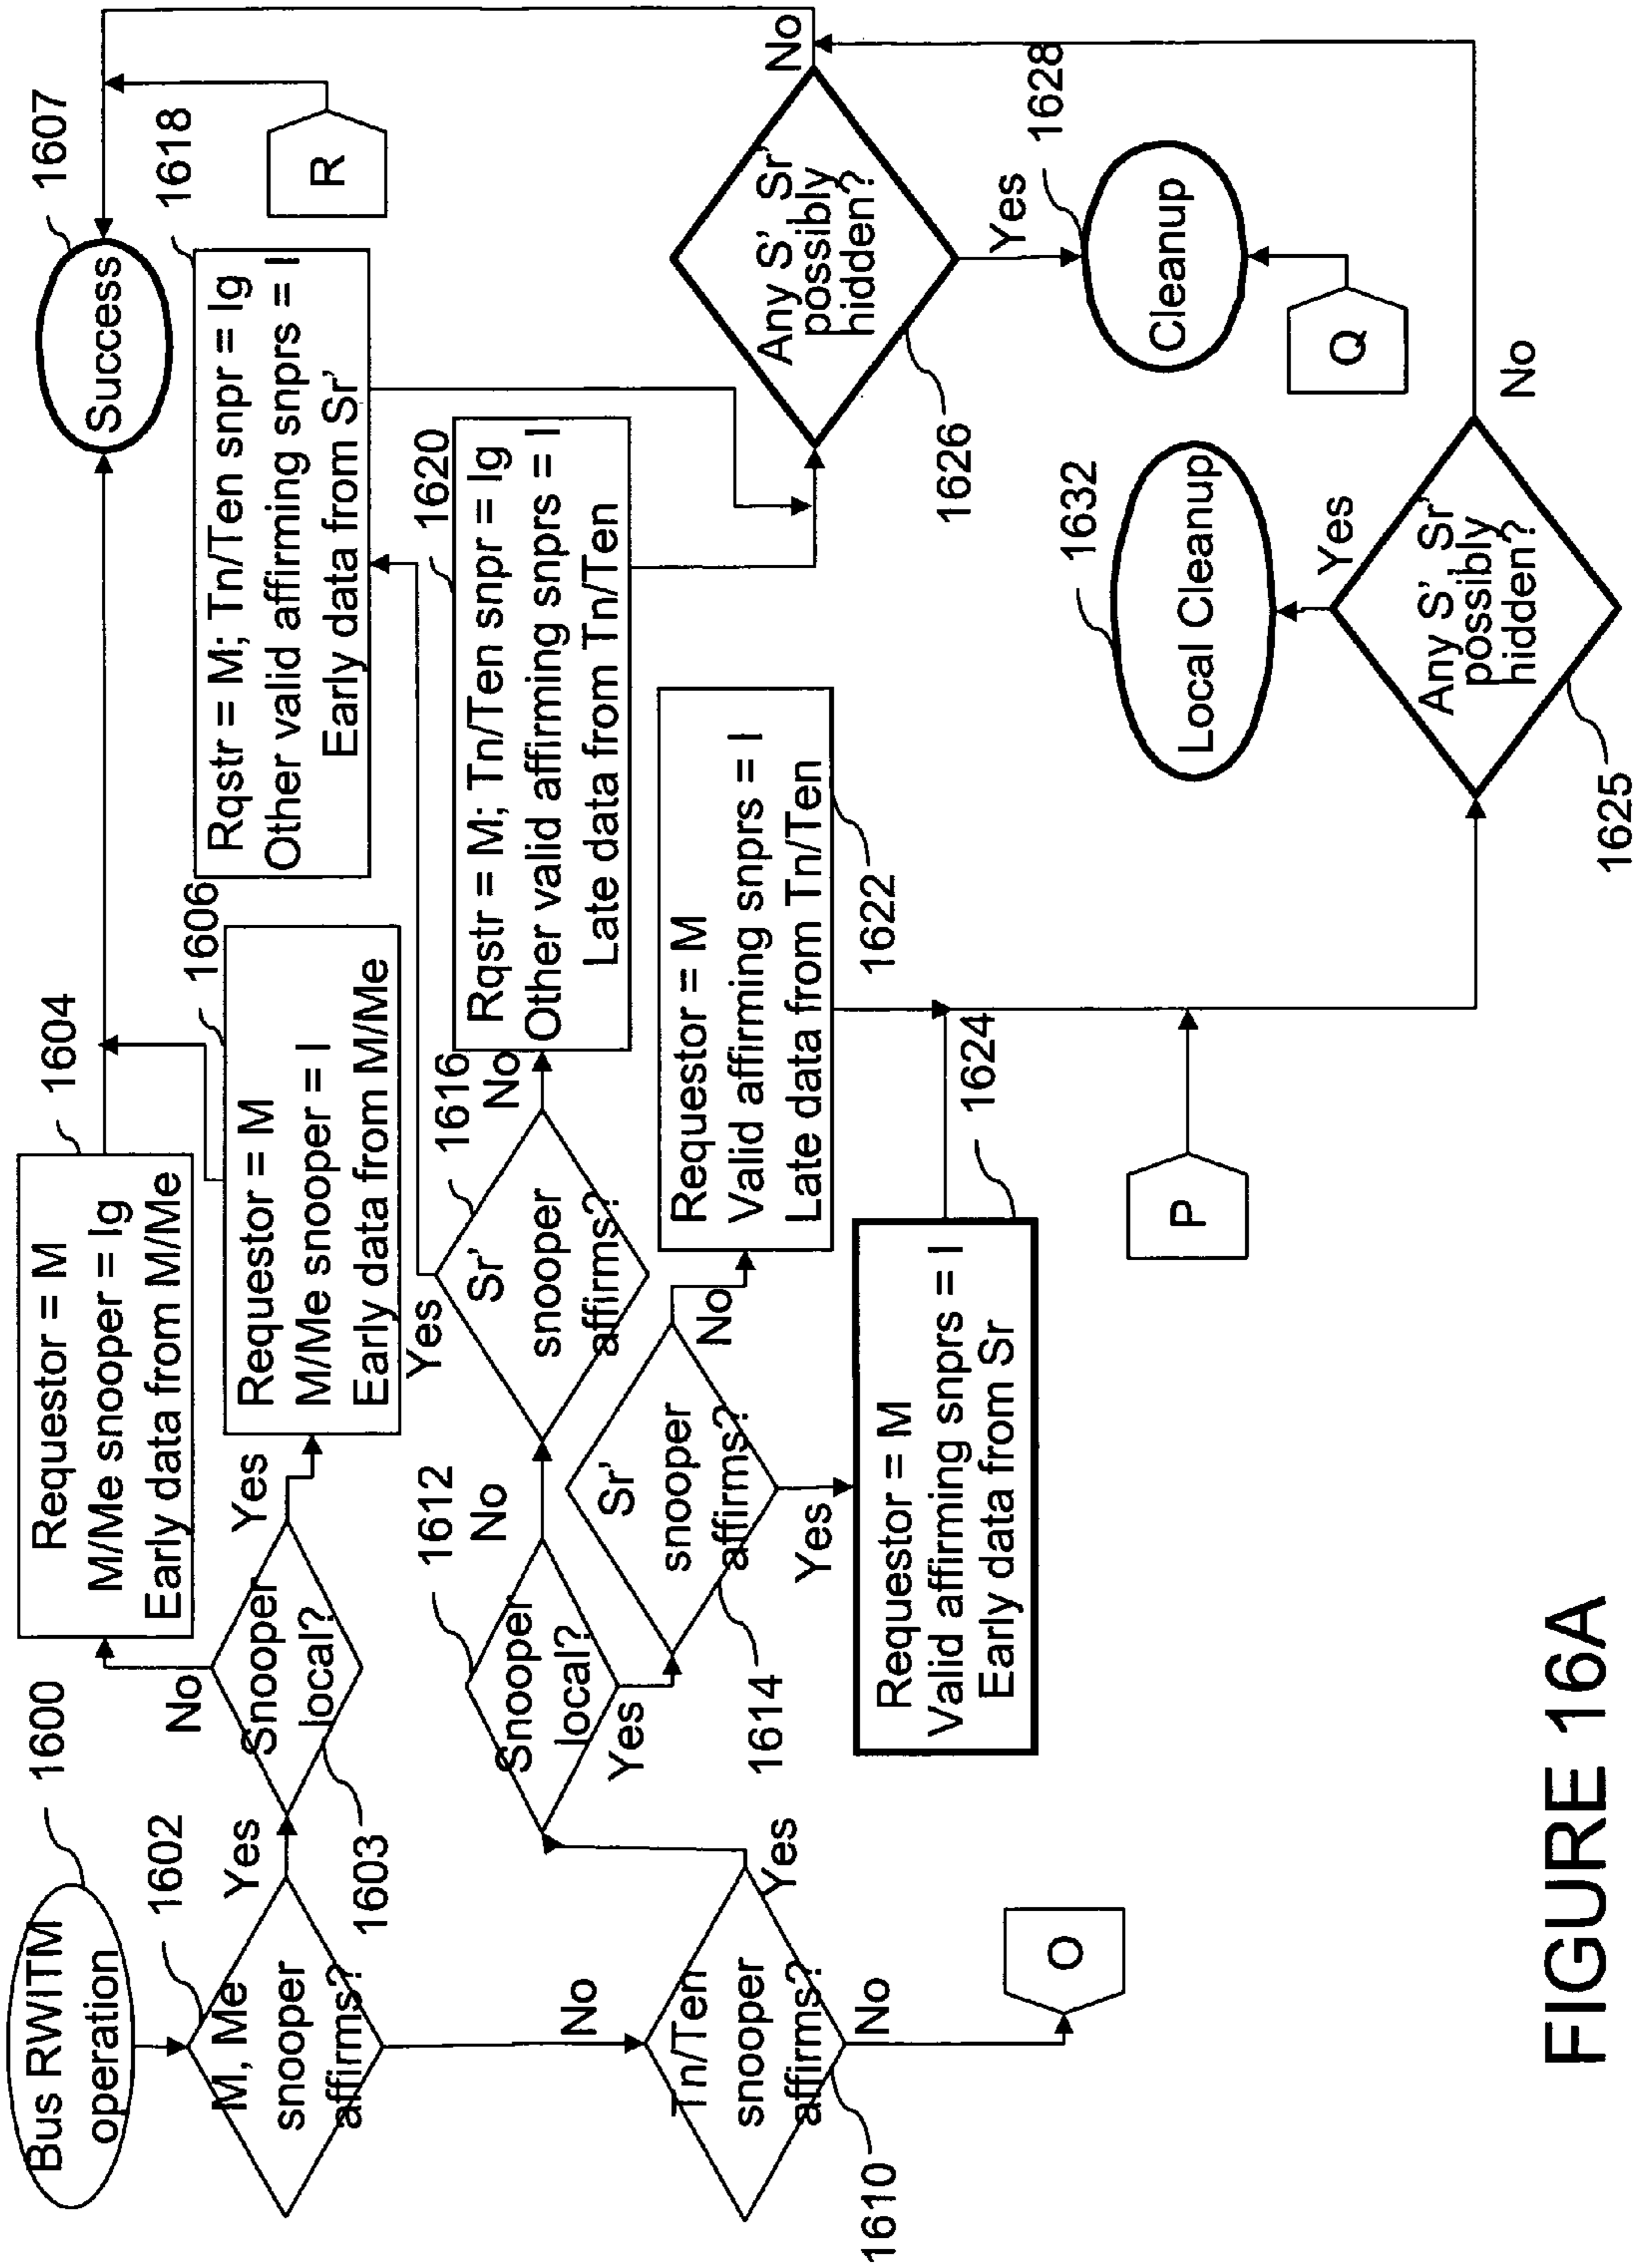 Bus RWITM
operation
1600
M, Me
snooper
affirms?
1602
Yes
No
Snooper
local?
1603
No
Yes
Requestor = M
M/Me snooper = Ig
Early data from M/Me
1604
Requestor = M
M/Me snooper = I
Early data from M/Me
1606
Success
1607
R
Tn/Ten
snooper
affirms?
1610
Yes
No
O
Snooper
local?
1612
No
Yes
Sr'
snooper
affirms?
1616
Yes
No
Sr'
snooper
affirms?
1614
No
Yes
Rqstr = M; Tn/Ten snpr = Ig
Other valid affirming snprs = I
Early data from Sr'
1618
Rqstr = M; Tn/Ten snpr = Ig
Other valid affirming snprs = I
Late data from Tn/Ten
1620
Requestor = M
Valid affirming snprs = I
Late data from Tn/Ten
1622
Requestor = M
Valid affirming snprs = I
Early data from Sr
1624
P
Any S', Sr'
possibly
hidden?
1626
No
Yes
Cleanup
1628
Q
Any S', Sr'
possibly
hidden?
1625
Yes
No
Local Cleanup
1632
FIGURE 16A